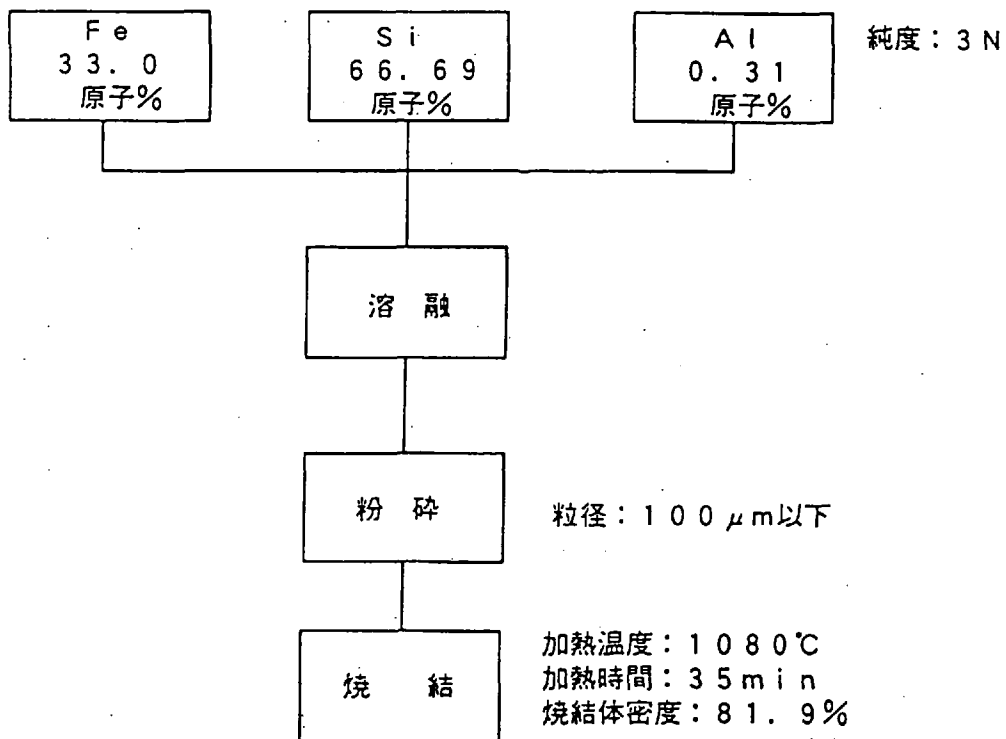 Fe
33.0
原子%
Si
66.69
原子%
Al
0.31
原子%
純度:3N
溶融
粉砕
粒径:100μm以下
焼結
加熱温度:1080℃
加熱時間:35min
焼結体密度:81.9%